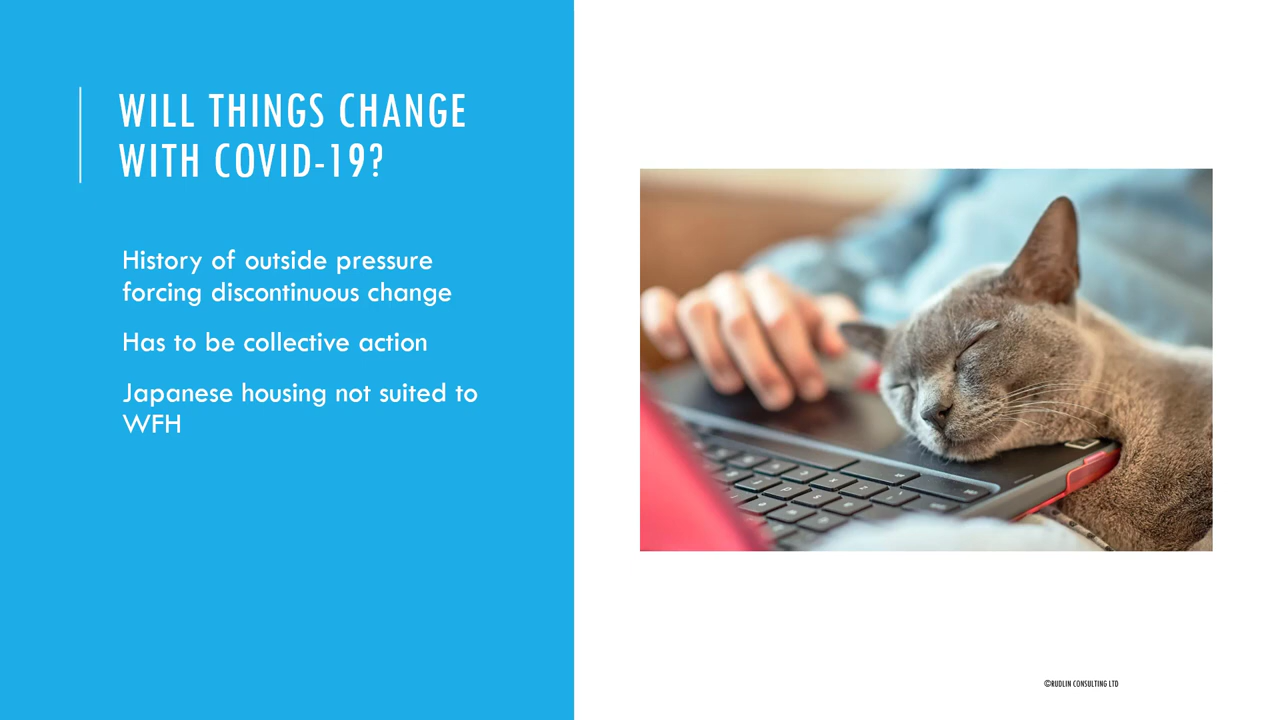 WILL THINGS CHANGE
WITH COVID-19?
History of outside pressure
forcing discontinuous change
Has to be collective action
Japanese housing not suited to
WFH
©RUDLIN CONSULTING LTD